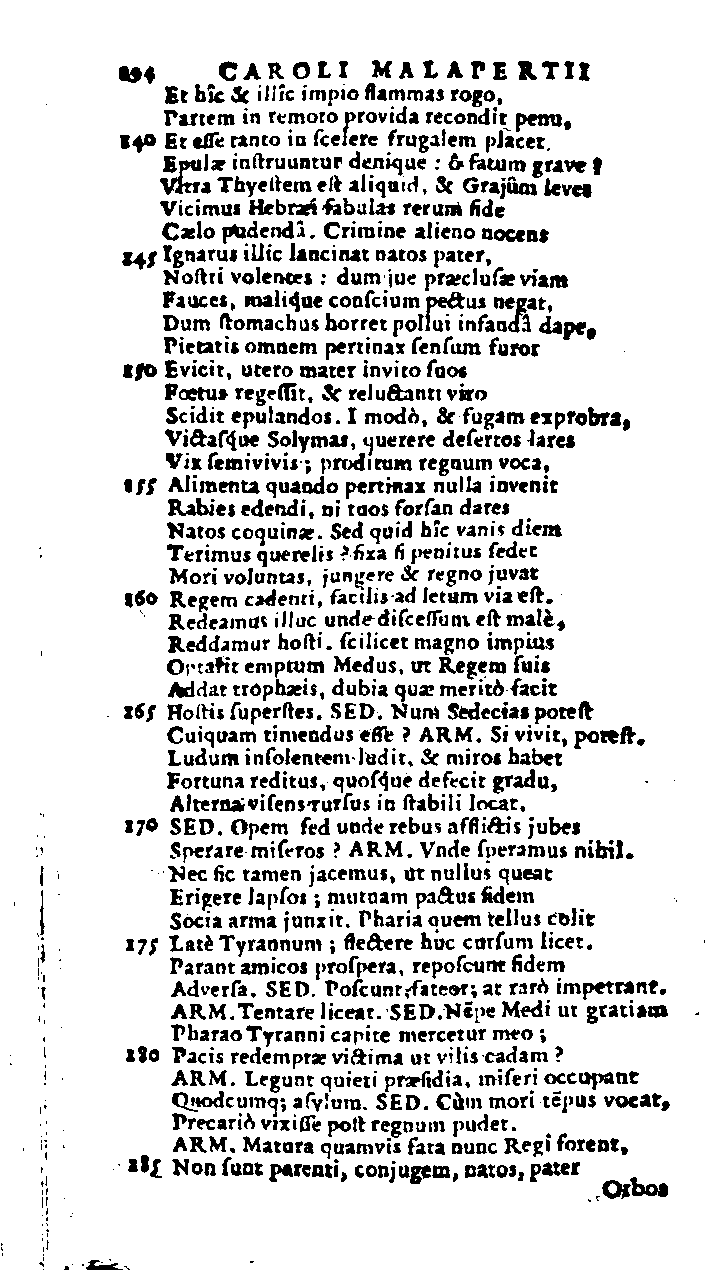 294 CAROLI MALAPERTII
Et hîc & illîc impio flammas rogo,
Partem in remoto provida recondit penu,
240 Et esse tanto in scelere frugalem placet.
Epulæ instruuntur denique : ô fatum grave !
Vltra Thyestem est aliquid, & Grajûm leves
Vicimus Hebræi fabulas rerum fide
Cælo pudendâ. Crimine alieno nocens
245 Ignarus illic lancinat natos pater,
Nostri volentes : dumque præclusæ viam
Fauces, malique conscium pectus negat,
Dum stomachus horret pollui infandâ dape,
Pietatis omnem pertinax sensum furor
250 Evicit, utero mater invito suos
Fœtus regessit, & reluctanti viro
Scidit epulandos. I modò, & fugam exprobra,
Victasque Solymas, querere desertos lares
Vix semivivis ; proditum regnum voca,
255 Alimenta quando pertinax nulla invenit
Rabies edendi, ni tuos forsan dares
Natos coquinæ. Sed quid hîc vanis diem
Terimus querelis ? fixa si penitus sedet
Mori voluntas, jungere & regno juvat
260 Regem cadenti, facilis ad letum via est.
Redeamus illuc unde discessum est malè,
Reddamur hosti. scilicet magno impius
Optarit emptum Medus, ut Regem suis
Addat trophæis, dubia quæ meritò facit
265 Hostis superstes. SED. Num Sedecias potest
Cuiquam timendus esse ? ARM. Si vivit, potest.
Ludum insolentem ludit, & miros habet
Fortuna reditus, quosque defecit gradu,
Alterna visens rursus in stabili locat.
270 SED. Opem sed unde rebus afflictis jubes
Sperare miseros ? ARM. Vnde speramus nihil.
Nec sic tamen jacemus, ut nullus queat
Erigere lapsos ; mutuam pactus fidem
Socia arma junxit. Pharia quem tellus colit
275 Latè Tyrannum ; flectere huc cursum licet.
Parant amicos prospera, reposcunt fidem
Adversa. SED. Poscunt, fateor; at rarò impetrant.
ARM. Tentare liceat. SED. Nēpe Medi ut gratiam
Pharao Tyranni capite mercetur meo ;
280 Pacis redemptæ victima ut vilis cadam ?
ARM. Legunt quieti præsidia, miseri occupant
Quodcumq; asylum. SED. Cùm mori tēpus vocat,
Precariò vixisse post regnum pudet.
ARM. Matura quamvis fata nunc Regi forent,
285 Non sunt parenti, conjugem, natos, pater
Orbos